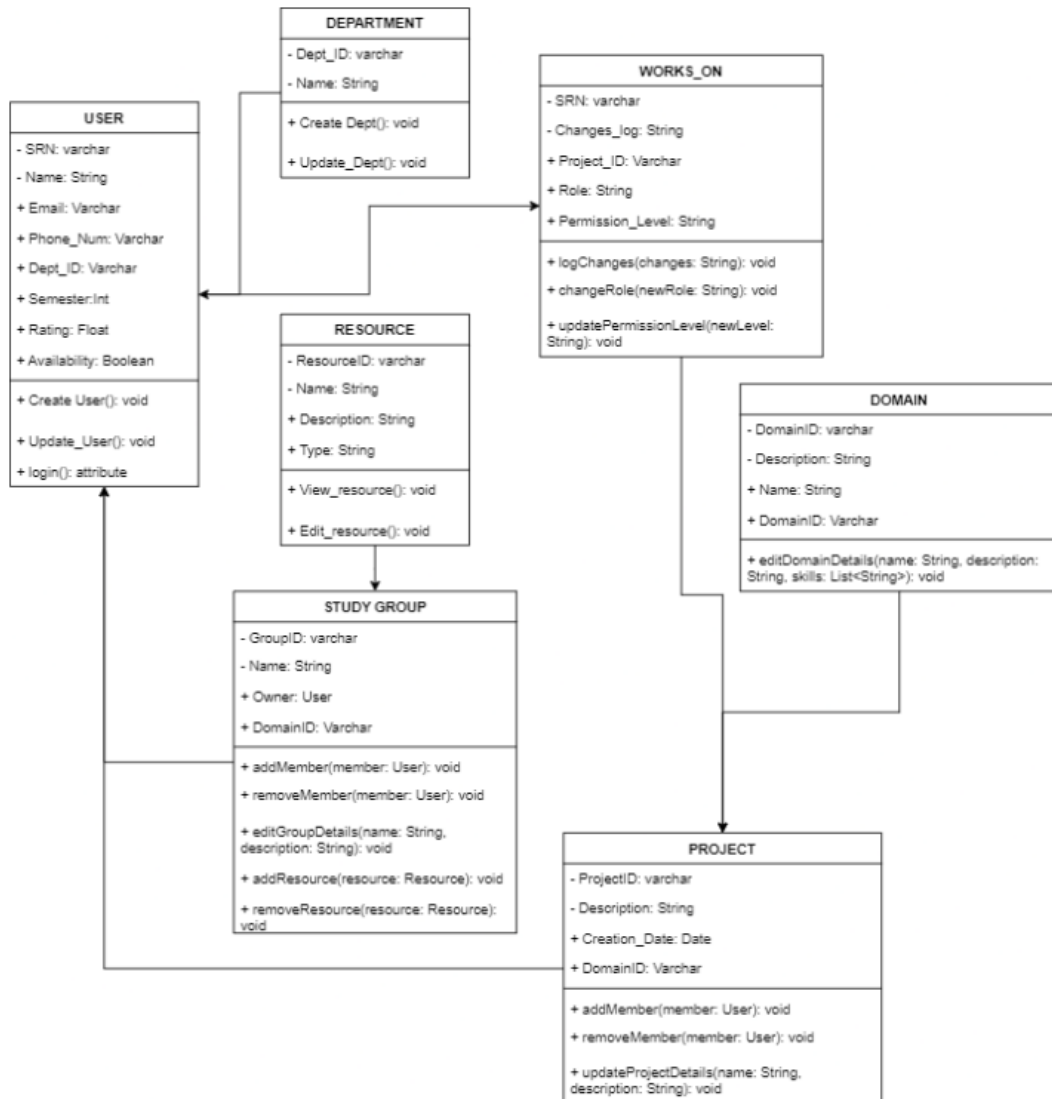 DEPARTMENT
- Dept_ID: varchar
- Name: String
+ Create Dept(): void
+ Update_Dept(): void
WORKS_ON
- SRN: varchar
- Changes_log: String
+ Project_ID: Varchar
+ Role: String
+ Permission_Level: String
+ logChanges(changes: String): void
+ changeRole(newRole: String): void
+ updatePermissionLevel(newLevel:
String): void
USER
- SRN: varchar
- Name: String
+ Email: Varchar
+ Phone_Num: Varchar
+ Dept_ID: Varchar
+ Semester:Int
+ Rating: Float
+ Availability: Boolean
+ Create User(): void
+ Update_User(): void
+ login(): attribute
RESOURCE
- ResourceID: varchar
- Name: String
+ Description: String
+ Type: String
+ View_resource(): void
+ Edit_resource(): void
DOMAIN
- DomainID: varchar
- Description: String
+ Name: String
+ DomainID: Varchar
+ editDomainDetails(name: String, description:
String, skills: List<String>): void
STUDY GROUP
- GroupID: varchar
- Name: String
+ Owner: User
+ DomainID: Varchar
+ addMember(member: User): void
+ removeMember(member: User): void
+ editGroupDetails(name: String,
description: String): void
+ addResource(resource: Resource): void
+ removeResource(resource: Resource):
void
PROJECT
- ProjectID: varchar
- Description: String
+ Creation_Date: Date
+ DomainID: Varchar
+ addMember(member: User): void
+ removeMember(member: User): void
+ updateProjectDetails(name: String,
description: String): void